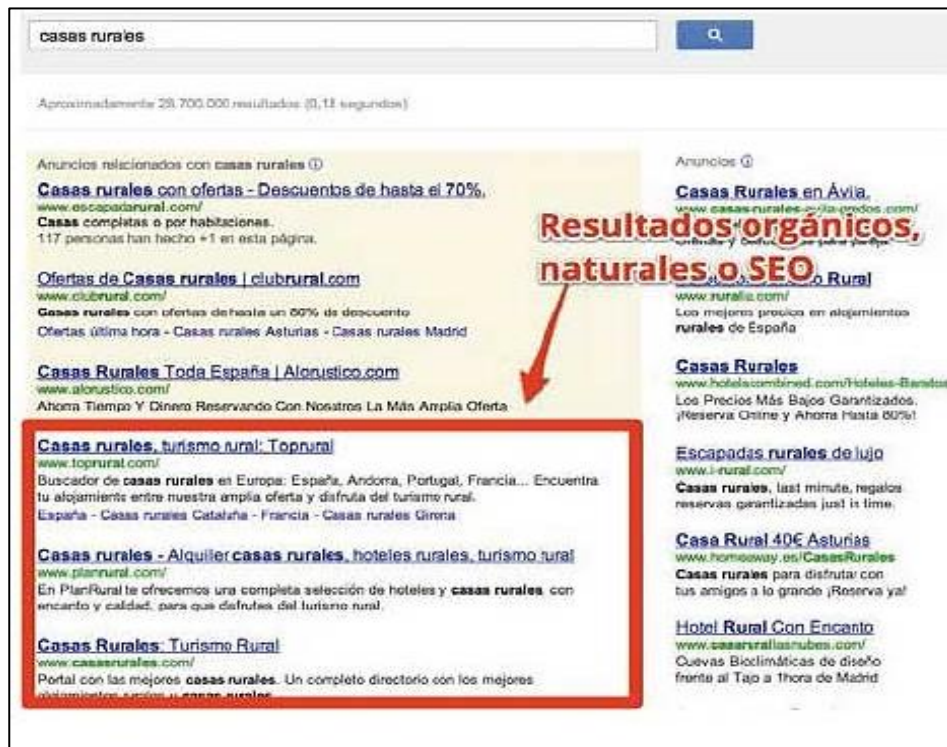 casas rurales
Aproximadamente 28.700.000 resultados (0,18 segundos)
Anuncios relacionados con casas rurales
Casas rurales con ofertas - Descuentos de hasta el 70%.
www.escapadarural.com/
Casas completas o por habitaciones.
117 personas han hecho +1 en esta página.
Ofertas de Casas rurales | clubrural.com
www.clubrural.com/
Casas rurales con ofertas de hasta un 60% de descuento
Ofertas última hora - Casas rurales Asturias - Casas rurales Madrid
Casas Rurales Toda España | Alorustico.com
www.alorustico.com/
Ahorra Tiempo Y Dinero Reservando Con Nosotros La Más Amplia Oferta
Casas rurales, turismo rural: Toprural
www.toprural.com/
Buscador de casas rurales en Europa: España, Andorra, Portugal, Francia... Encuentra
tu alojamiento entre nuestra amplia oferta y disfruta del turismo rural.
España - Casas rurales Cataluña - Francia - Casas rurales Girona
Casas rurales - Alquiler casas rurales, hoteles rurales, turismo rural
www.planrural.com/
En PlanRural te ofrecemos una completa selección de hoteles y casas rurales con
encanto y calidad, para que disfrutes del turismo rural.
Casas Rurales: Turismo Rural
www.casasrurales.com/
Portal con las mejores casas rurales. Un completo directorio con los mejores
alojamientos rurales y casas rurales
Anuncios
Casas Rurales en Ávila.
Resultados orgánicos,
naturales o SEO
Rural
www.ruralia.com/
Los mejores precios en alojamientos
rurales de España
Casas Rurales
www.hotelscombined.com/Hoteles-Baratos
Los Precios Más Bajos Garantizados.
¡Reserva Online y Ahorra Hasta 80%!
Escapadas rurales de lujo
www.i-rural.com/
Casas rurales, last minute, regalos
reservas garantizadas just in time.
Casa Rural 40€ Asturias
www.homeaway.es/CasasRurales
Casas rurales para disfrutar con
tus amigos a lo grande ¡Reserva ya!
Hotel Rural Con Encanto
Cuevas Bioclimáticas de diseño
frente al Tajo a 1hora de Madrid